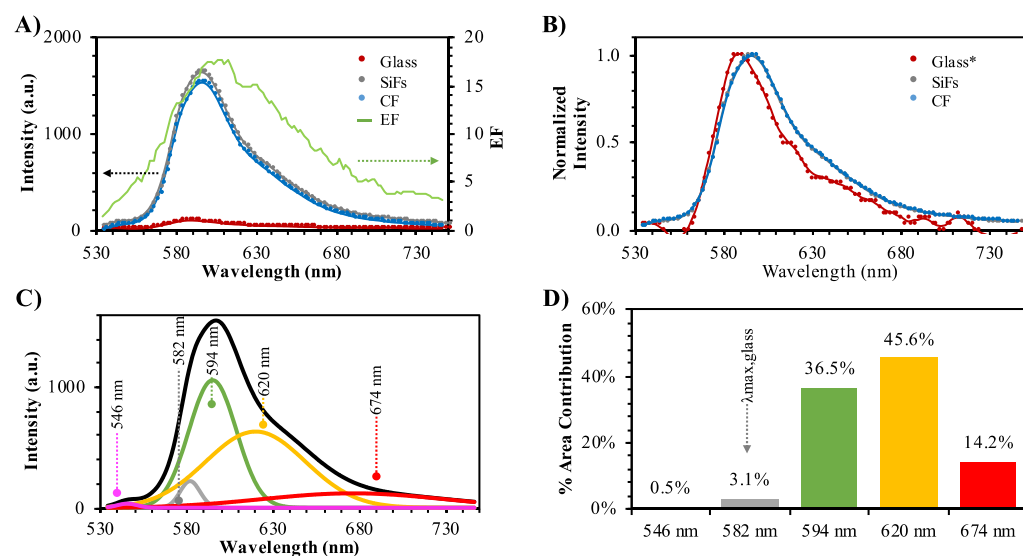 A)
Intensity (a.u.)
2000
1000
0
20
15
10
5
0
EF
Glass
SiFs
CF
EF
530
580
630
680
730
Wavelength (nm)
B)
Normalized
Intensity
1.0
0.5
0.0
Glass*
SiFs
CF
530
580
630
680
730
Wavelength (nm)
C)
Intensity (a.u.)
1000
0
546 nm
582 nm
594 nm
620 nm
674 nm
530
580
630
680
730
Wavelength (nm)
D)
% Area Contribution
60%
40%
20%
0%
λmax,glass
0.5%
3.1%
36.5%
45.6%
14.2%
546 nm
582 nm
594 nm
620 nm
674 nm